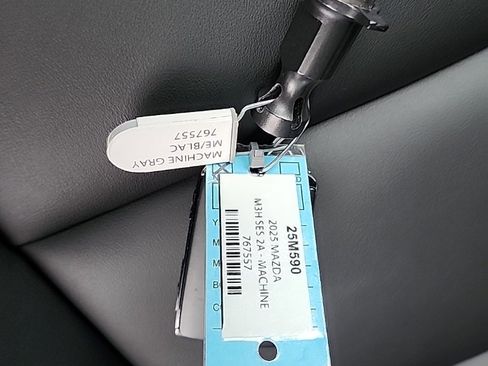 MACHINE GRAY
ME/BLAC
767557
25M590
2025 MAZDA
M3H SES 2A - MACHINE
767557